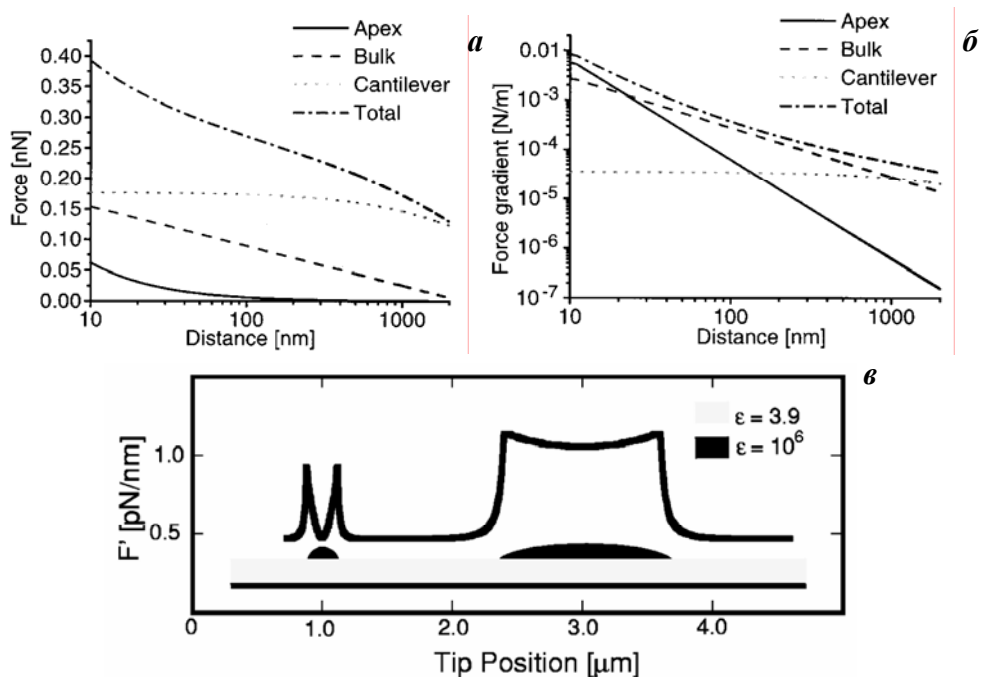 Apex
Bulk
Cantilever
Total
а
0.40
0.35
0.30
0.25
0.20
0.15
0.10
0.05
0.00
Force [nN]
10
100
1000
Distance [nm]
Apex
Bulk
Cantilever
Total
б
0.01
10⁻³
10⁻⁴
10⁻⁵
10⁻⁶
10⁻⁷
Force gradient [N/m]
10
100
1000
Distance [nm]
в
ε = 3.9
ε = 10⁶
F' [pN/nm]
1.0
0.5
0
0
1.0
2.0
3.0
4.0
Tip Position [μm]